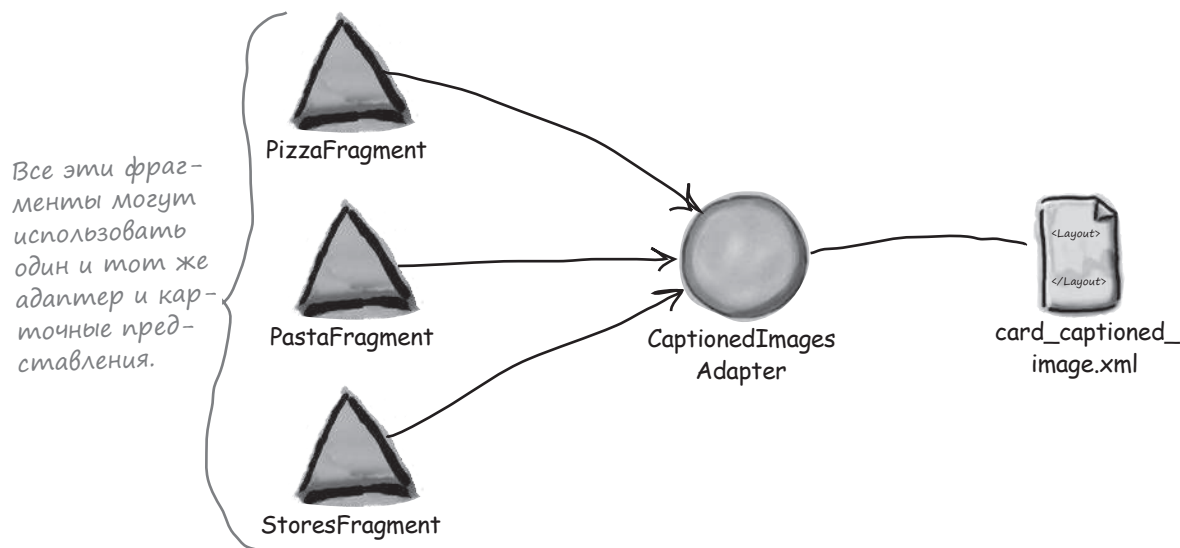 Все эти фраг-
менты могут
использовать
один и тот же
адаптер и кар-
точные пред-
ставления.
PizzaFragment
PastaFragment
StoresFragment
CaptionedImages
Adapter
<Layout>
</Layout>
card_captioned_
image.xml